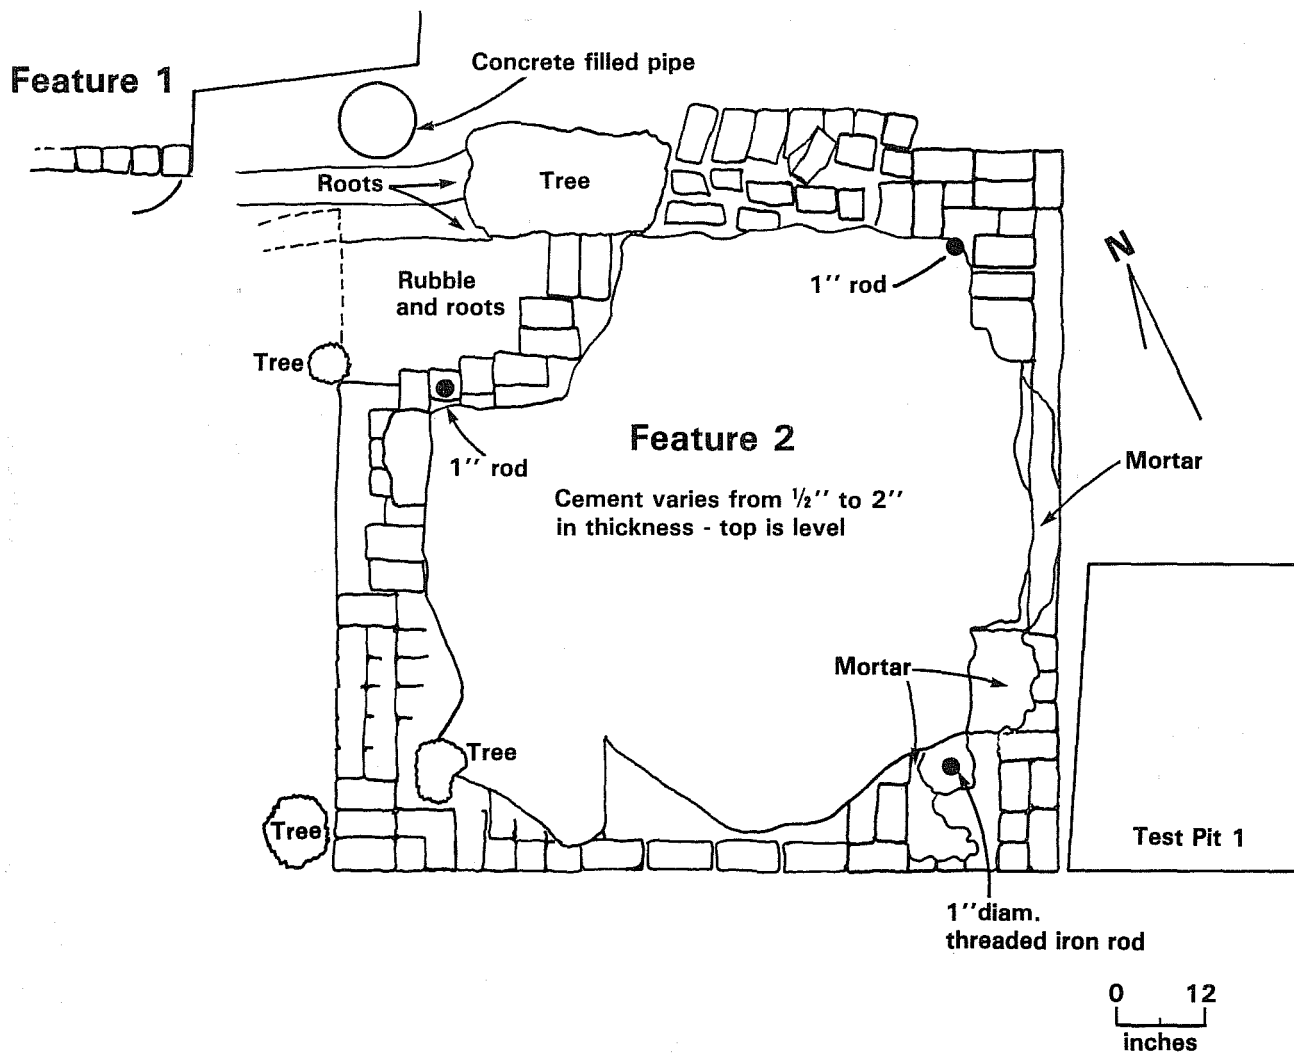 Feature 1
Concrete filled pipe
Roots
Tree
N
1'' rod
Rubble
and roots
Tree
1'' rod
Feature 2
Mortar
Cement varies from ½'' to 2''
in thickness - top is level
Mortar
Tree
Tree
Test Pit 1
1''diam.
threaded iron rod
0 12
inches